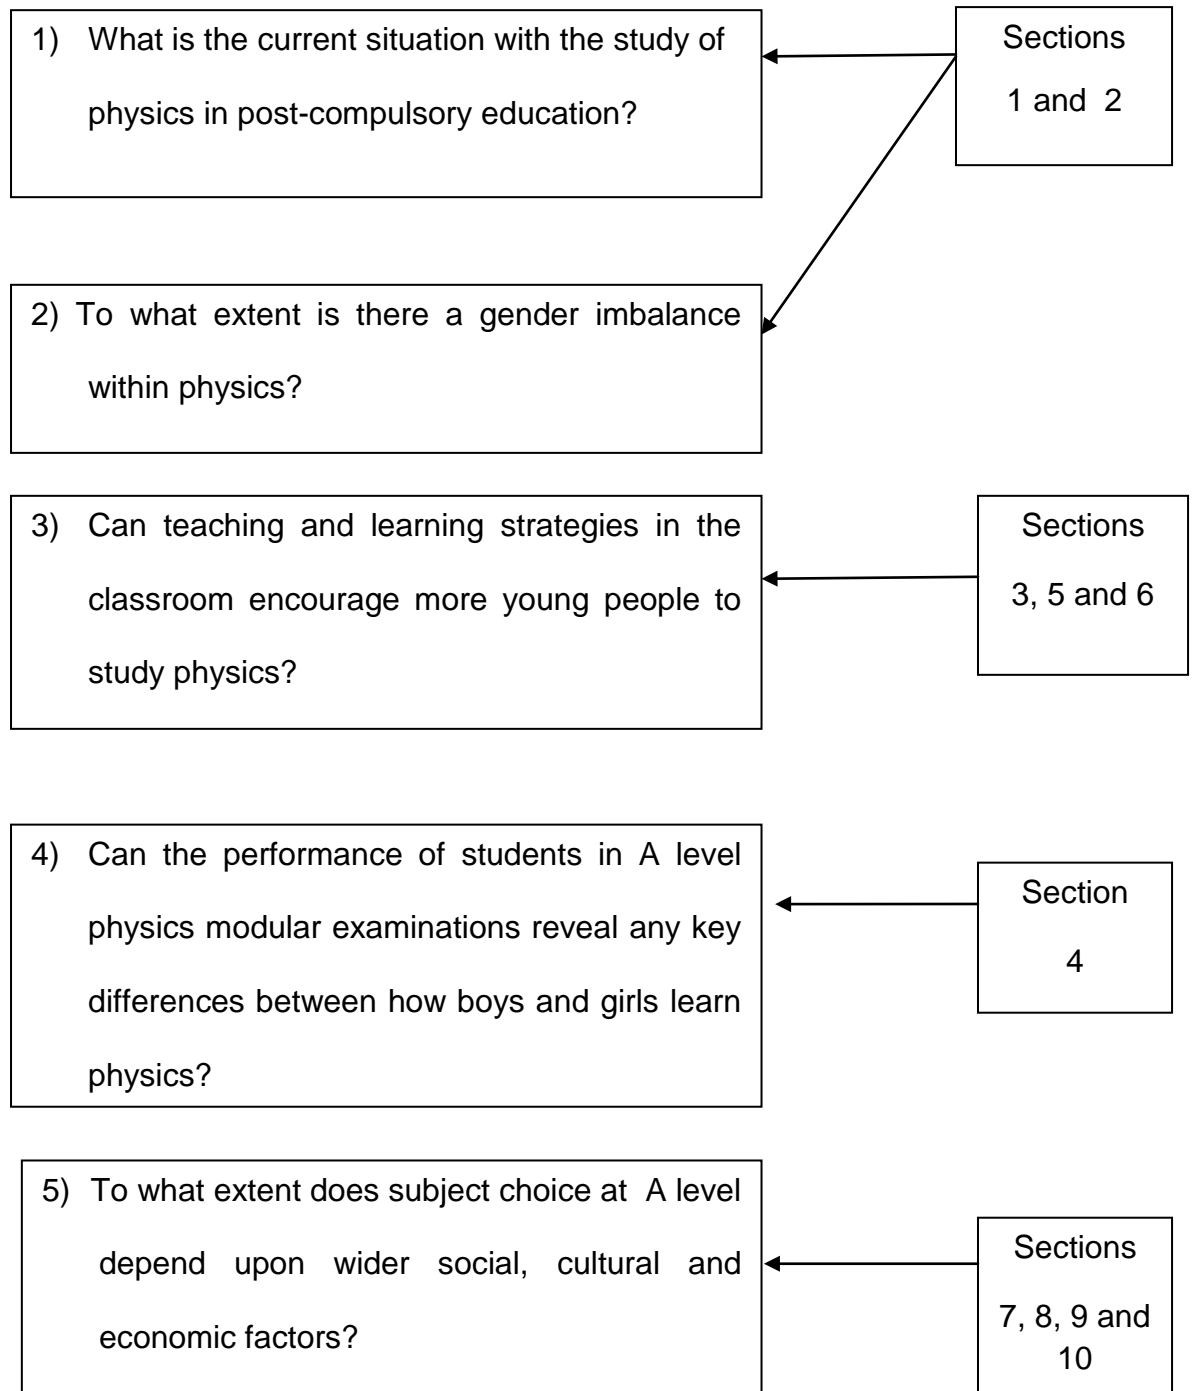 1) What is the current situation with the study of
physics in post-compulsory education?
Sections
1 and 2
2) To what extent is there a gender imbalance
within physics?
3) Can teaching and learning strategies in the
classroom encourage more young people to
study physics?
Sections
3, 5 and 6
4) Can the performance of students in A level
physics modular examinations reveal any key
differences between how boys and girls learn
physics?
Section
4
5) To what extent does subject choice at A level
depend upon wider social, cultural and
economic factors?
Sections
7, 8, 9 and
10